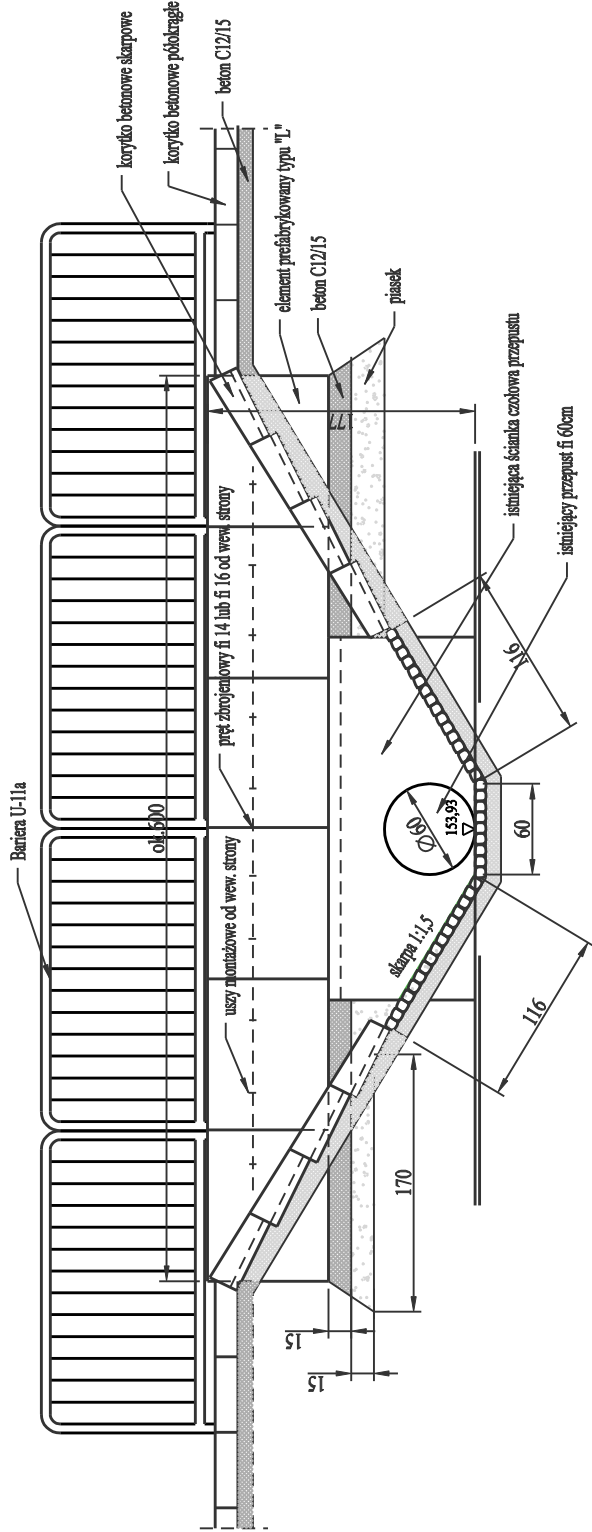 Bariera U-11a
ok.600
uszy montażowe od wew. strony
pręt zbrojeniowy fi 14 lub fi 16 od wew. strony
korytko betonowe skarpowe
korytko betonowe półokrągłe
beton C12/15
element prefabrykowany typu "L"
beton C12/15
piasek
177
istniejąca ścianka czołowa przepustu
istniejący przepust fi 60cm
skarpa 1:1,5
Ø60
153,93
60
116
116
170
15
15